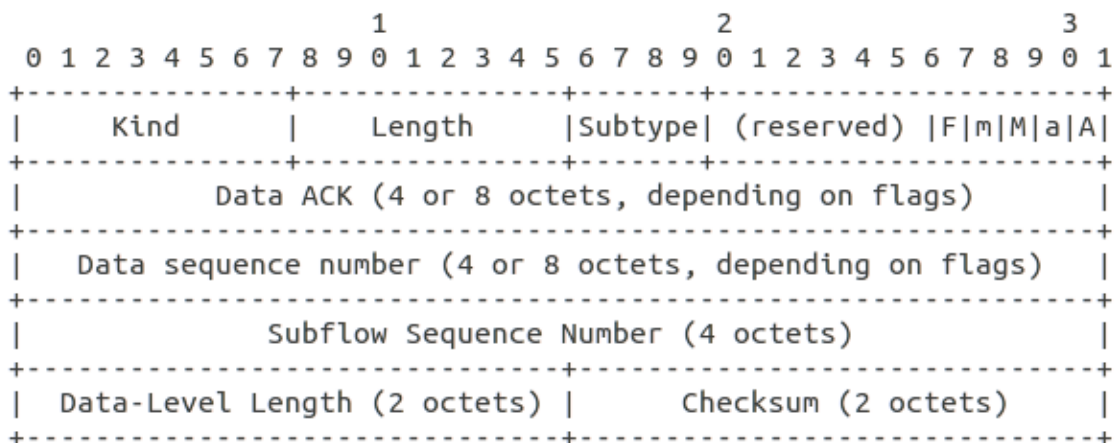 1                   2                   3
 0 1 2 3 4 5 6 7 8 9 0 1 2 3 4 5 6 7 8 9 0 1 2 3 4 5 6 7 8 9 0 1
+---------------+---------------+-------+----------------------+
|     Kind      |    Length     |Subtype| (reserved) |F|m|M|a|A|
+---------------+---------------+-------+----------------------+
|           Data ACK (4 or 8 octets, depending on flags)       |
+--------------------------------------------------------------+
|   Data sequence number (4 or 8 octets, depending on flags)   |
+--------------------------------------------------------------+
|              Subflow Sequence Number (4 octets)              |
+-------------------------------+------------------------------+
|  Data-Level Length (2 octets) |      Checksum (2 octets)     |
+-------------------------------+------------------------------+